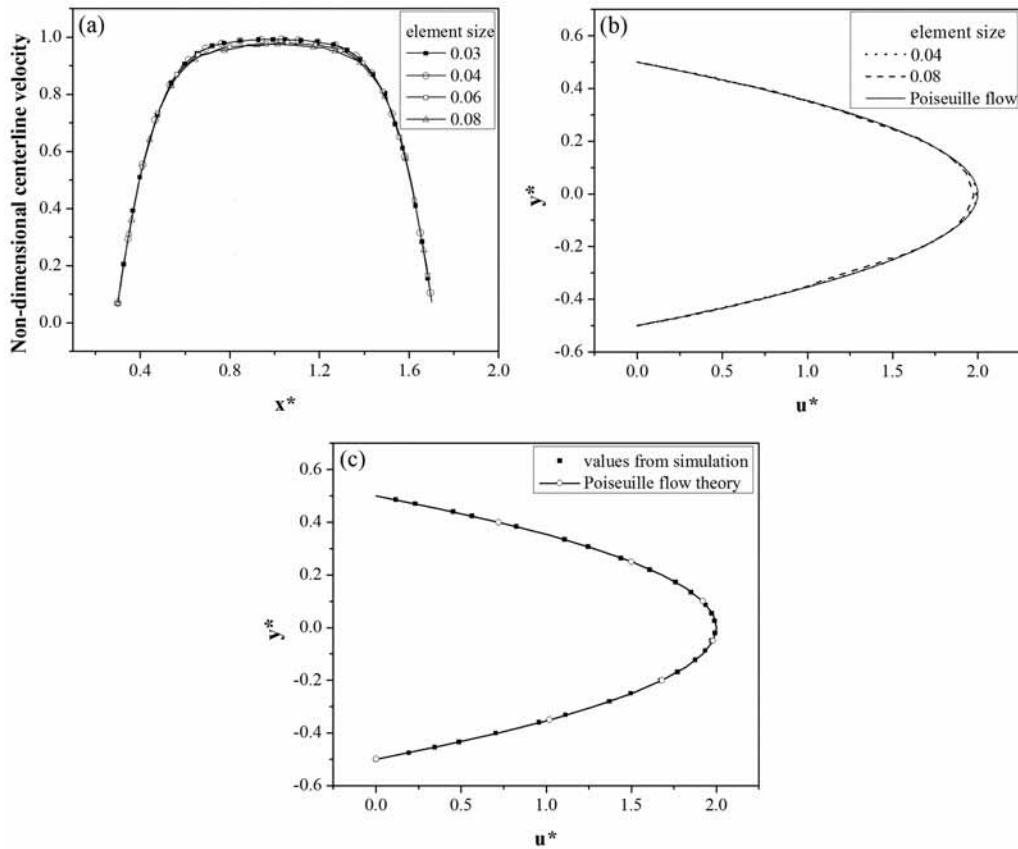 (a)
element size
0.03
0.04
0.06
0.08
1.0
0.8
0.6
0.4
0.2
0.0
Non-dimensional centerline velocity
0.4 0.8 1.2 1.6 2.0
x*
(b)
element size
0.04
0.08
Poiseuille flow
0.6
0.4
0.2
0.0
-0.2
-0.4
-0.6
y*
0.0 0.5 1.0 1.5 2.0
u*
(c)
values from simulation
Poiseuille flow theory
0.6
0.4
0.2
0.0
-0.2
-0.4
-0.6
y*
0.0 0.5 1.0 1.5 2.0
u*